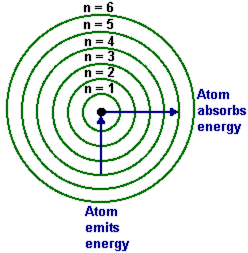 n = 6
n = 5
n = 4
n = 3
n = 2
n = 1
Atom
absorbs
energy
Atom
emits
energy